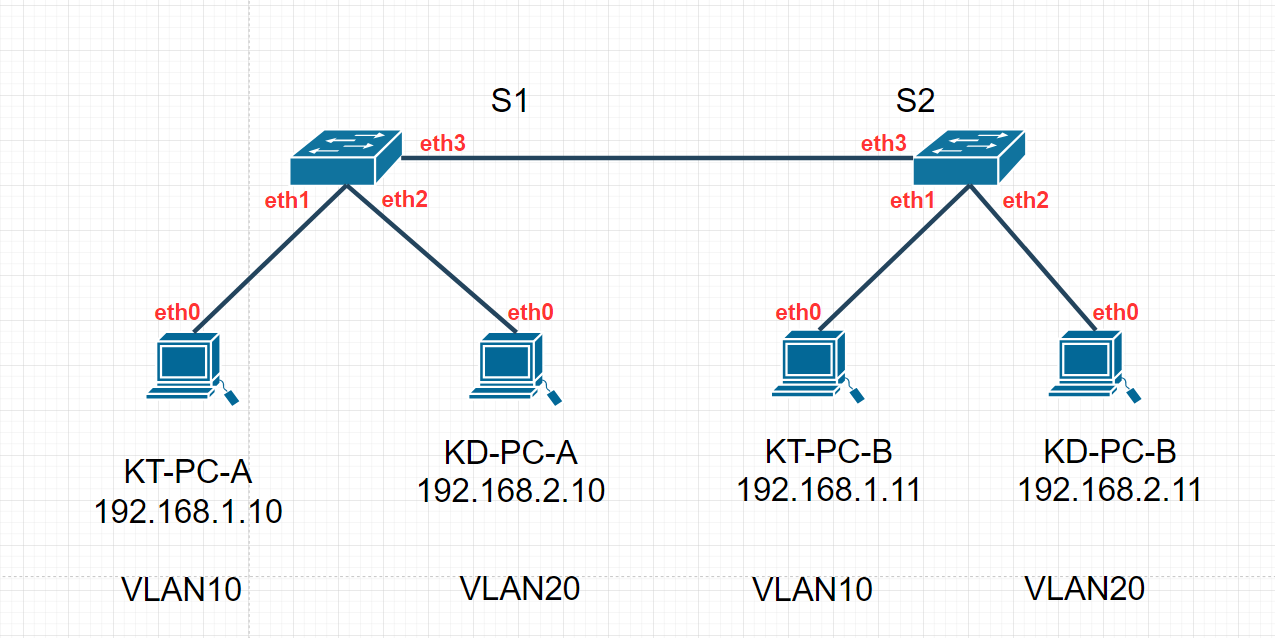 S1
S2
eth3
eth3
eth1
eth2
eth1
eth2
eth0
eth0
eth0
eth0
KT-PC-A
192.168.1.10
KD-PC-A
192.168.2.10
KT-PC-B
192.168.1.11
KD-PC-B
192.168.2.11
VLAN10
VLAN20
VLAN10
VLAN20